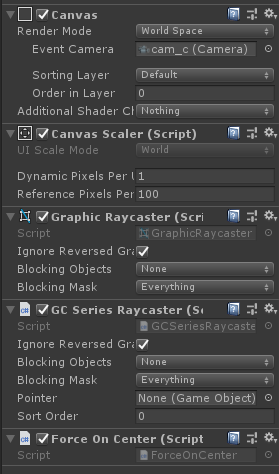 Canvas
Render Mode World Space
Event Camera cam_c (Camera)
Sorting Layer Default
Order in Layer 0
Additional Shader Ch Nothing
Canvas Scaler (Script)
UI Scale Mode World
Dynamic Pixels Per U 1
Reference Pixels Per 100
Graphic Raycaster (Scri
Script GraphicRaycaster
Ignore Reversed Gra
Blocking Objects None
Blocking Mask Everything
GC Series Raycaster (Sc
Script GCSeriesRaycaste
Ignore Reversed Gra
Blocking Objects None
Blocking Mask Everything
Pointer None (Game Object)
Sort Order 0
Force On Center (Script
Script ForceOnCenter